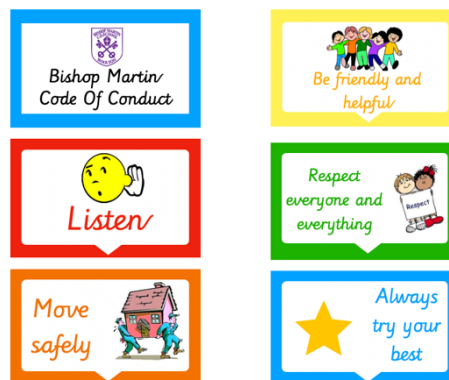 Bishop Martin
Code Of Conduct
Be friendly and
helpful
Listen
Respect
everyone and
everything
Respect
Move
safely
Always
try your
best